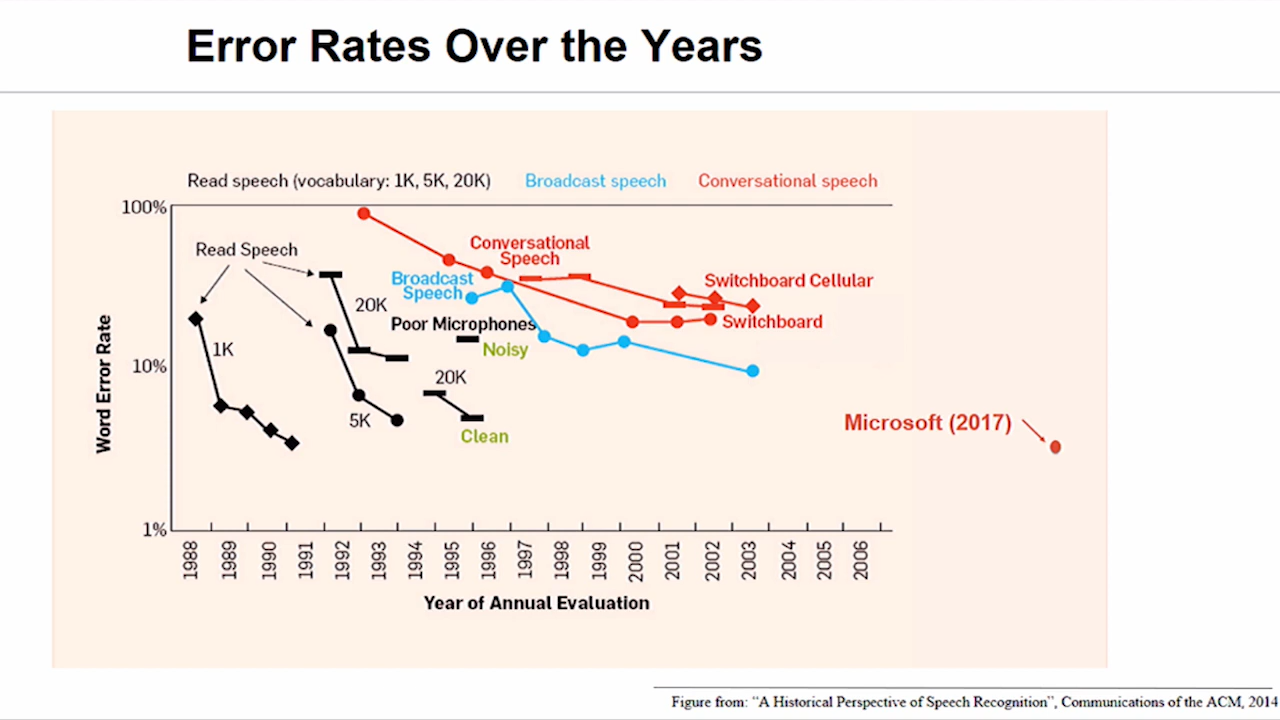 Error Rates Over the Years
Read speech (vocabulary: 1K, 5K, 20K)
Broadcast speech
Conversational speech
100%
10%
1%
Word Error Rate
Read Speech
1K
20K
5K
Conversational
Speech
Broadcast
Speech
Poor Microphones
Noisy
20K
Clean
Switchboard Cellular
Switchboard
Microsoft (2017)
1988
1989
1990
1991
1992
1993
1994
1995
1996
1997
1998
1999
2000
2001
2002
2003
2004
2005
2006
Year of Annual Evaluation
Figure from: “A Historical Perspective of Speech Recognition”, Communications of the ACM, 2014